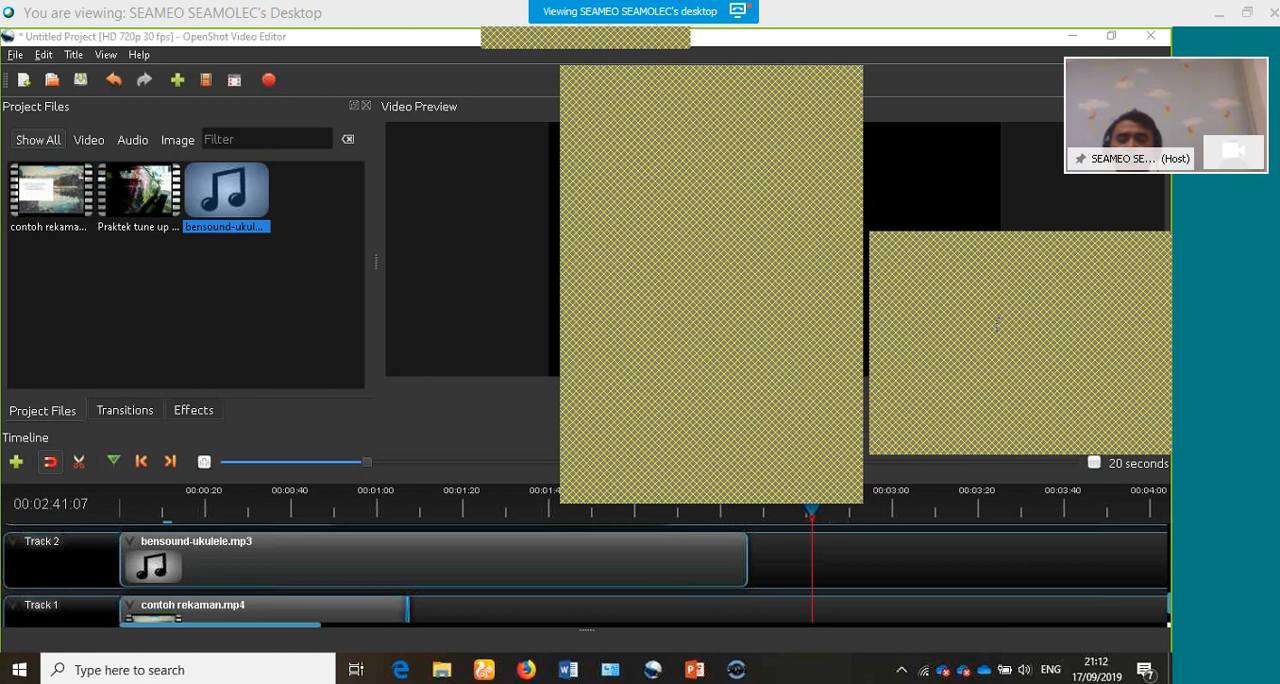 You are viewing: SEAMEO SEAMOLEC's Desktop
Viewing SEAMEO SEAMOLEC's desktop
* Untitled Project [HD 720p 30 fps] - OpenShot Video Editor
File Edit Title View Help
Project Files
Video Preview
Show All Video Audio Image Filter
SEAMEO SE... (Host)
contoh rekama... Praktek tune up ... bensound-ukul...
Project Files Transitions Effects
Timeline
20 seconds
00:02:41:07
00:00:20 00:00:40 00:01:00 00:01:20 00:03:00 00:03:20 00:03:40 00:04:00
Track 2
bensound-ukulele.mp3
Track 1
contoh rekaman.mp4
Type here to search
ENG
21:12
17/09/2019
7